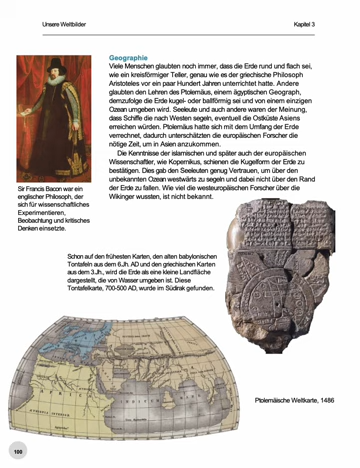 Unsere Weltbilder
Kapitel 3
Geographie
Viele Menschen glaubten noch immer, dass die Erde rund und flach sei,
wie ein kreisförmiger Teller, genau wie es der griechische Philosoph
Aristoteles vor ein paar Hundert Jahren unterrichtet hatte. Andere
glaubten den Lehren des Ptolemäus, einem ägyptischen Geograph,
demzufolge die Erde kugel- oder ballförmig sei und von einem einzigen
Ozean umgeben wird. Seeleute und auch andere waren der Meinung,
dass Schiffe die nach Westen segeln, eventuell die Ostküste Asiens
erreichen würden. Ptolemäus hatte sich mit dem Umfang der Erde
verrechnet, dadurch unterschätzten die europäischen Forscher die
nötige Zeit, um in Asien anzukommen.
Die Kenntnisse der islamischen und später auch der europäischen
Wissenschaftler, wie Kopernikus, schienen die Kugelform der Erde zu
bestätigen. Dies gab den Seeleuten genug Vertrauen, um über den
unbekannten Ozean westwärts zu segeln und dabei nicht über den Rand
der Erde zu fallen. Wie viel die westeuropäischen Forscher über die
Wikinger wussten, ist nicht bekannt.
Sir Francis Bacon war ein
englischer Philosoph, der
sich für wissenschaftliches
Experimentieren,
Beobachtung und kritisches
Denken einsetzte.
Schon auf den frühesten Karten, den alten babylonischen
Tontafeln aus dem 6.Jh. AD und den griechischen Karten
aus dem 3.Jh., wird die Erde als eine kleine Landfläche
dargestellt, die von Wasser umgeben ist. Diese
Tontafelkarte, 700-500 AD, wurde im Südirak gefunden.
Ptolemäische Weltkarte, 1486